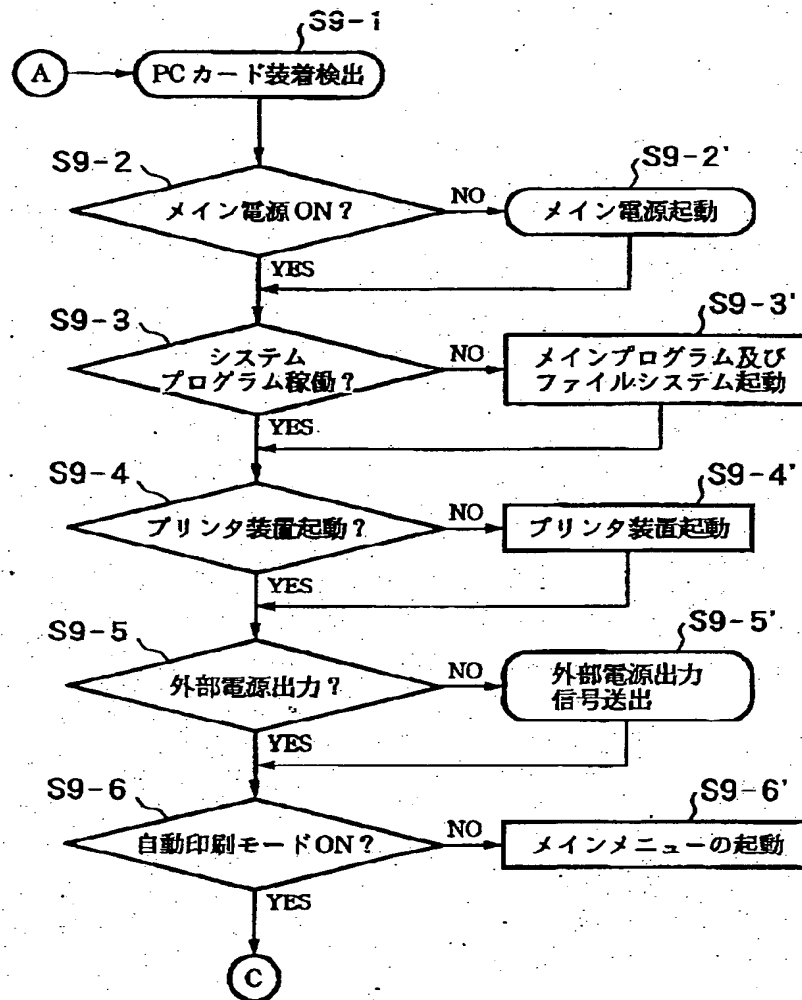 S9-1
A
PCカード装着検出
S9-2
メイン電源ON?
NO
S9-2'
メイン電源起動
YES
S9-3
システム
プログラム稼働?
NO
S9-3'
メインプログラム及び
ファイルシステム起動
YES
S9-4
プリンタ装置起動?
NO
S9-4'
プリンタ装置起動
YES
S9-5
外部電源出力?
NO
S9-5'
外部電源出力
信号送出
YES
S9-6
自動印刷モードON?
NO
S9-6'
メインメニューの起動
YES
C